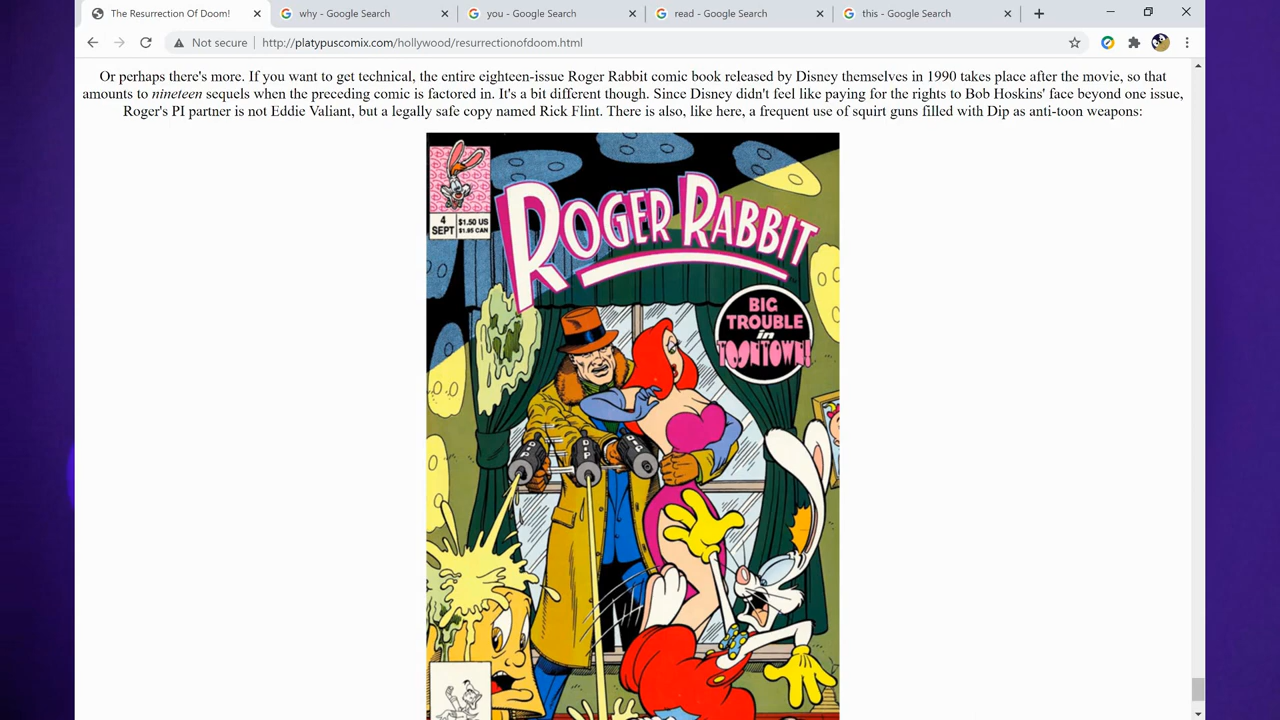 The Resurrection Of Doom!
why - Google Search
you - Google Search
read - Google Search
this - Google Search
Not secure
http://platypuscomix.com/hollywood/resurrectionofdoom.html
Or perhaps there's more. If you want to get technical, the entire eighteen-issue Roger Rabbit comic book released by Disney themselves in 1990 takes place after the movie, so that
amounts to nineteen sequels when the preceding comic is factored in. It's a bit different though. Since Disney didn't feel like paying for the rights to Bob Hoskins' face beyond one issue,
Roger's PI partner is not Eddie Valiant, but a legally safe copy named Rick Flint. There is also, like here, a frequent use of squirt guns filled with Dip as anti-toon weapons:
4
SEPT
$1.50 US
$1.95 CAN
ROGER RABBIT
BIG
TROUBLE
in
TOONTOWN!
DIP
DIP
DIP